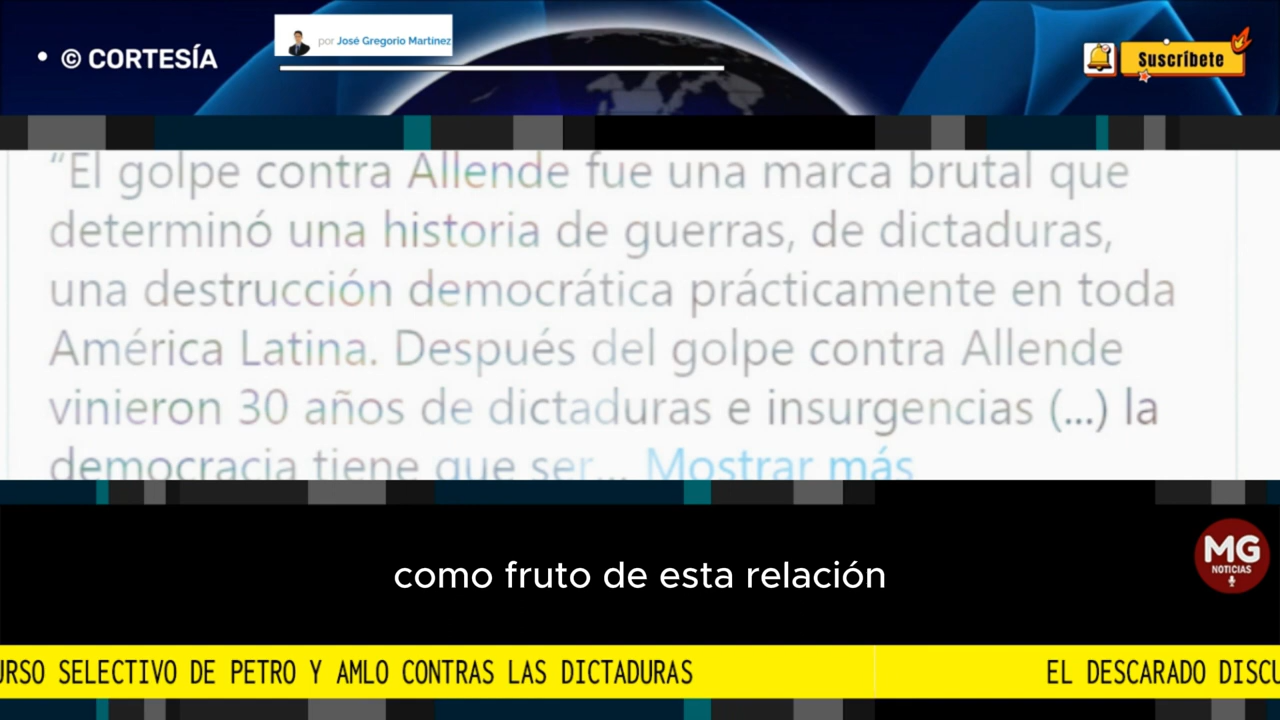 • © CORTESÍA
por José Gregorio Martínez
Suscríbete
“El golpe contra Allende fue una marca brutal que
determinó una historia de guerras, de dictaduras,
una destrucción democrática prácticamente en toda
América Latina. Después del golpe contra Allende
vinieron 30 años de dictaduras e insurgencias (...) la
democracia tiene que ser... Mostrar más
MG
NOTICIAS
como fruto de esta relación
URSO SELECTIVO DE PETRO Y AMLO CONTRAS LAS DICTADURAS
EL DESCARADO DISCU